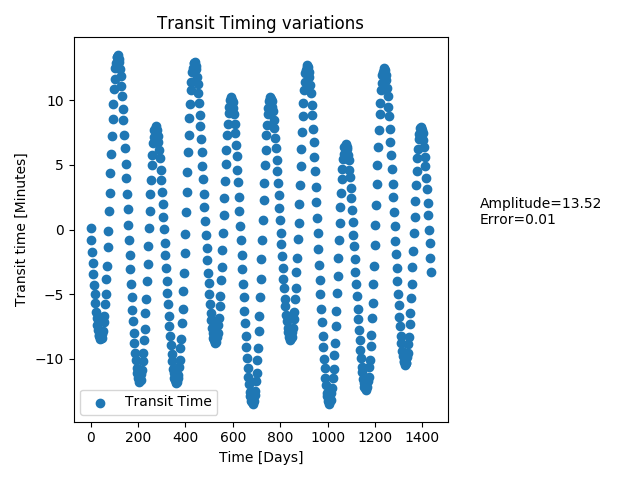 Transit Timing variations
Transit time [Minutes]
10
5
0
−5
−10
Amplitude=13.52
Error=0.01
Transit Time
0 200 400 600 800 1000 1200 1400
Time [Days]